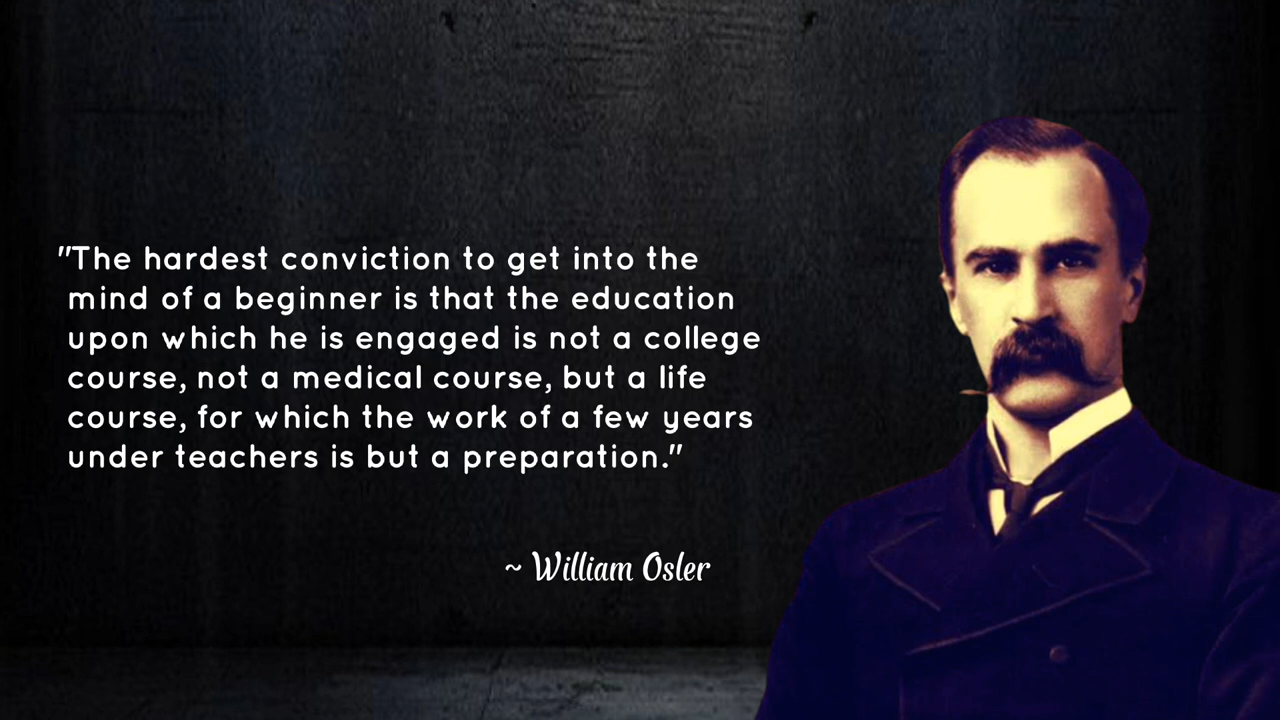 "The hardest conviction to get into the
mind of a beginner is that the education
upon which he is engaged is not a college
course, not a medical course, but a life
course, for which the work of a few years
under teachers is but a preparation."
~ William Osler